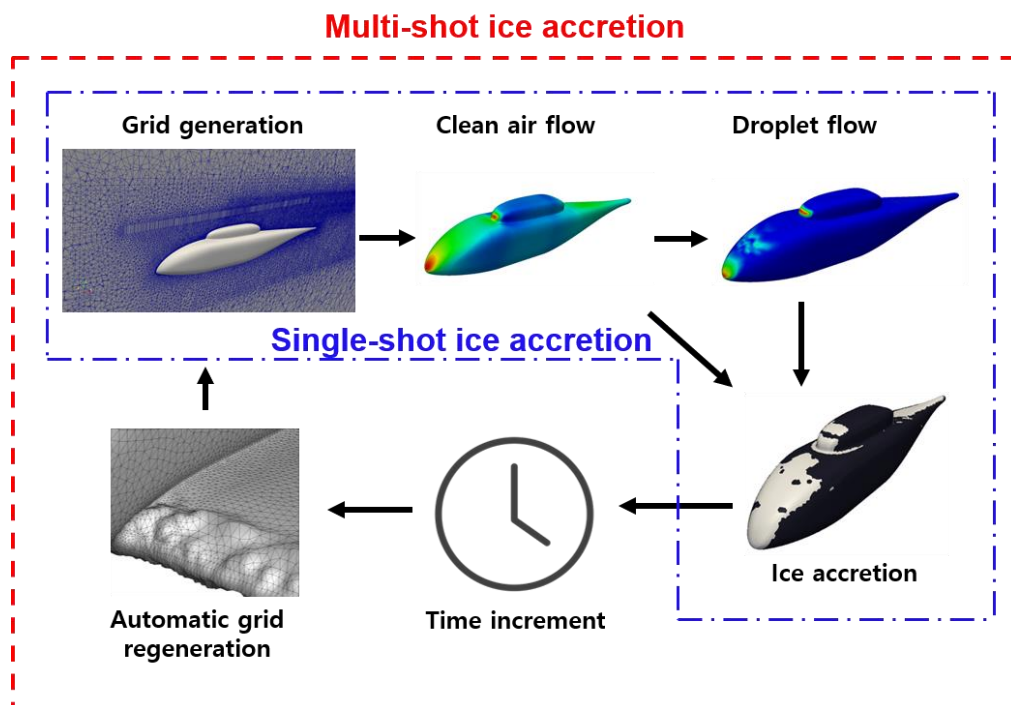 Multi-shot ice accretion
Grid generation
Clean air flow
Droplet flow
Single-shot ice accretion
Ice accretion
Automatic grid
regeneration
Time increment